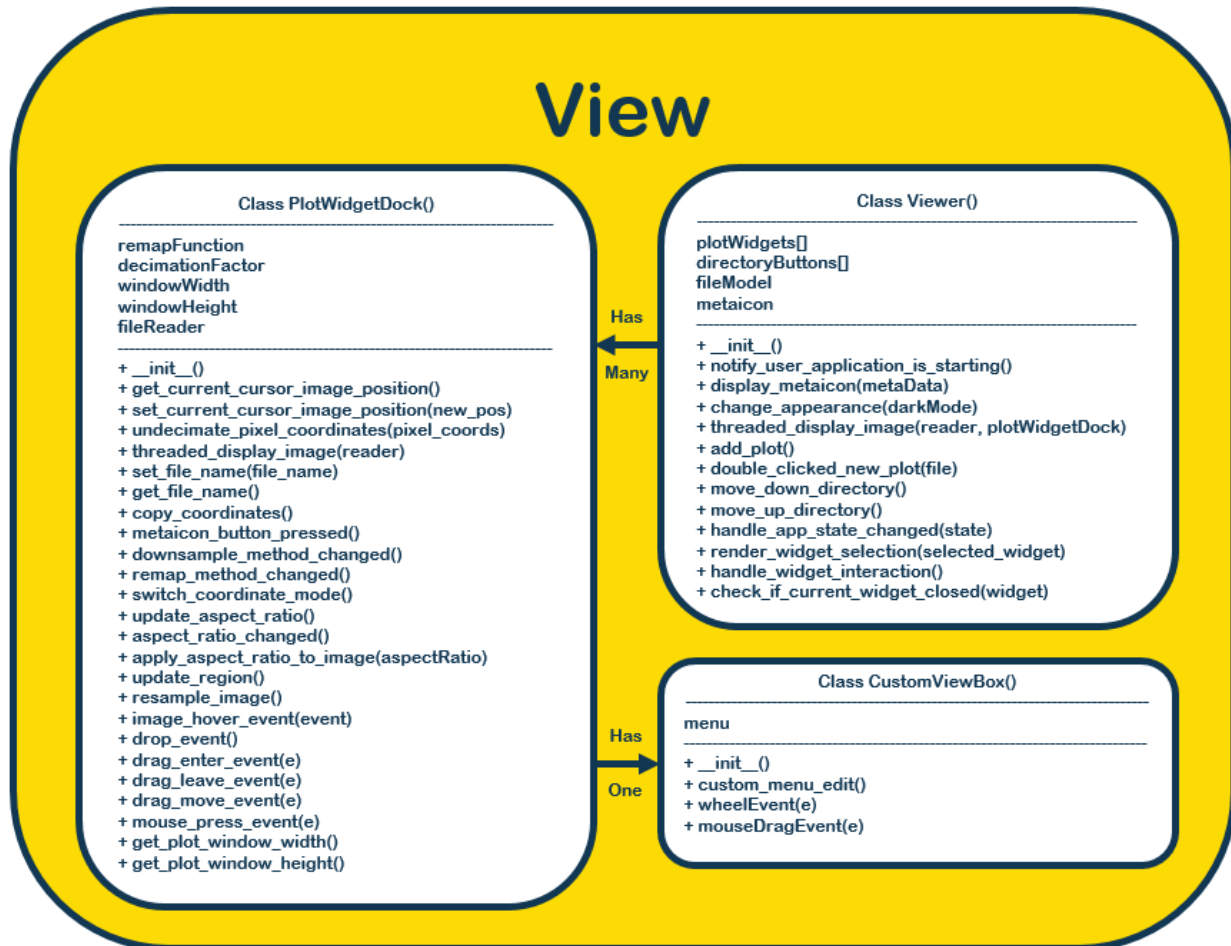 View
Class PlotWidgetDock()
remapFunction
decimationFactor
windowWidth
windowHeight
fileReader
+ __init__()
+ get_current_cursor_image_position()
+ set_current_cursor_image_position(new_pos)
+ undecimate_pixel_coordinates(pixel_coords)
+ threaded_display_image(reader)
+ set_file_name(file_name)
+ get_file_name()
+ copy_coordinates()
+ metaicon_button_pressed()
+ downsample_method_changed()
+ remap_method_changed()
+ switch_coordinate_mode()
+ update_aspect_ratio()
+ aspect_ratio_changed()
+ apply_aspect_ratio_to_image(aspectRatio)
+ update_region()
+ resample_image()
+ image_hover_event(event)
+ drop_event()
+ drag_enter_event(e)
+ drag_leave_event(e)
+ drag_move_event(e)
+ mouse_press_event(e)
+ get_plot_window_width()
+ get_plot_window_height()
Has
Many
Class Viewer()
plotWidgets[]
directoryButtons[]
fileModel
metaicon
+ __init__()
+ notify_user_application_is_starting()
+ display_metaicon(metaData)
+ change_appearance(darkMode)
+ threaded_display_image(reader, plotWidgetDock)
+ add_plot()
+ double_clicked_new_plot(file)
+ move_down_directory()
+ move_up_directory()
+ handle_app_state_changed(state)
+ render_widget_selection(selected_widget)
+ handle_widget_interaction()
+ check_if_current_widget_closed(widget)
Has
One
Class CustomViewBox()
menu
+ __init__()
+ custom_menu_edit()
+ wheelEvent(e)
+ mouseDragEvent(e)